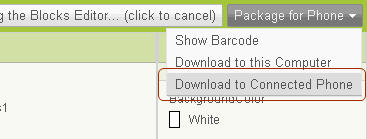 g the Blocks Editor... (click to cancel) Package for Phone
Show Barcode
Download to this Computer
Download to Connected Phone
BackgroundColor
s1
White